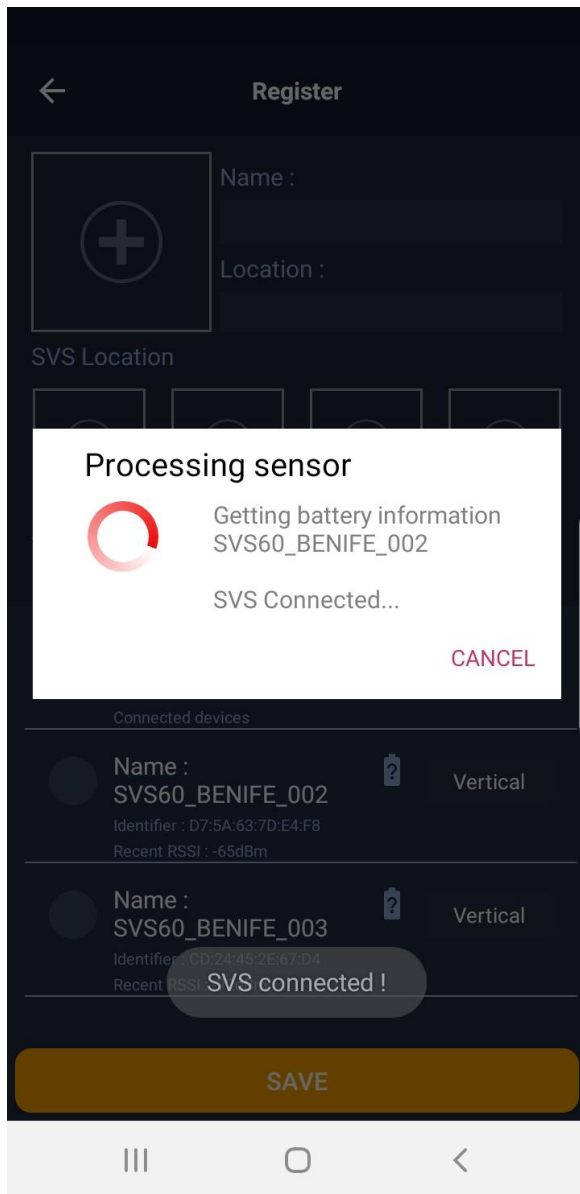 Register
Name :
Location :
SVS Location
Processing sensor
Getting battery information
SVS60_BENIFE_002
SVS Connected...
CANCEL
Connected devices
Name :
SVS60_BENIFE_002
Vertical
Identifier : D7:5A:63:7D:E4:F8
Recent RSSI : -65dBm
Name :
SVS60_BENIFE_003
Vertical
Identifier : CD:24:45:2E:67:D4
Recent RSSI
SVS connected !
SAVE